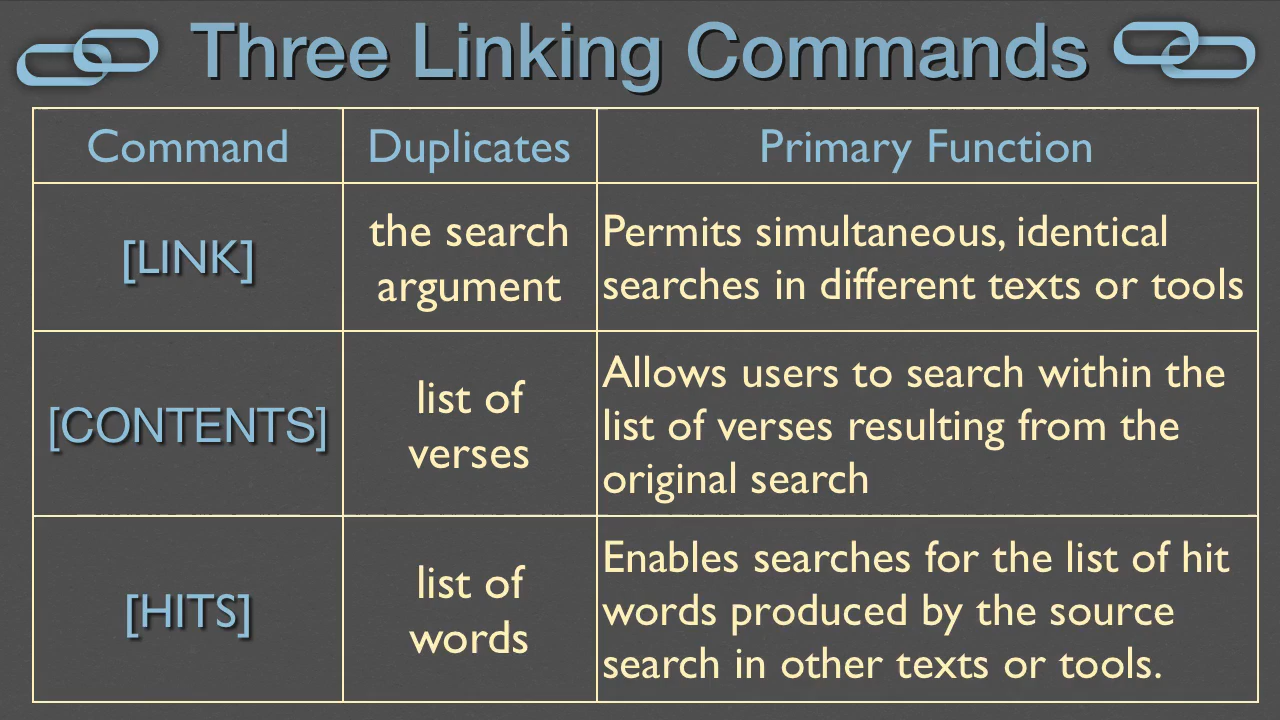 Three Linking Commands
Command Duplicates Primary Function
[LINK]
the search
argument
Permits simultaneous, identical
searches in different texts or tools
[CONTENTS]
list of
verses
Allows users to search within the
list of verses resulting from the
original search
[HITS]
list of
words
Enables searches for the list of hit
words produced by the source
search in other texts or tools.